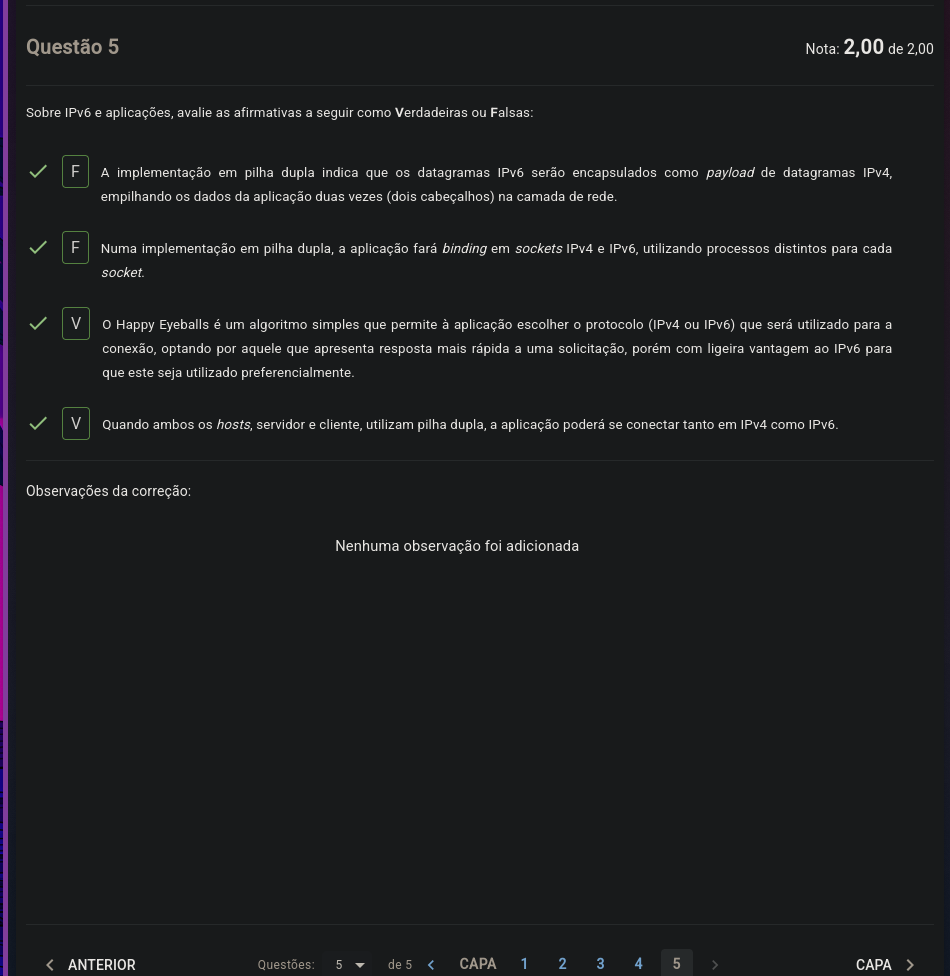 Questão 5
Nota: 2,00 de 2,00
Sobre IPv6 e aplicações, avalie as afirmativas a seguir como Verdadeiras ou Falsas:
F A implementação em pilha dupla indica que os datagramas IPv6 serão encapsulados como payload de datagramas IPv4,
empilhando os dados da aplicação duas vezes (dois cabeçalhos) na camada de rede.
F Numa implementação em pilha dupla, a aplicação fará binding em sockets IPv4 e IPv6, utilizando processos distintos para cada
socket.
V O Happy Eyeballs é um algoritmo simples que permite à aplicação escolher o protocolo (IPv4 ou IPv6) que será utilizado para a
conexão, optando por aquele que apresenta resposta mais rápida a uma solicitação, porém com ligeira vantagem ao IPv6 para
que este seja utilizado preferencialmente.
V Quando ambos os hosts, servidor e cliente, utilizam pilha dupla, a aplicação poderá se conectar tanto em IPv4 como IPv6.
Observações da correção:
Nenhuma observação foi adicionada
ANTERIOR Questões: 5 de 5 CAPA 1 2 3 4 5 CAPA